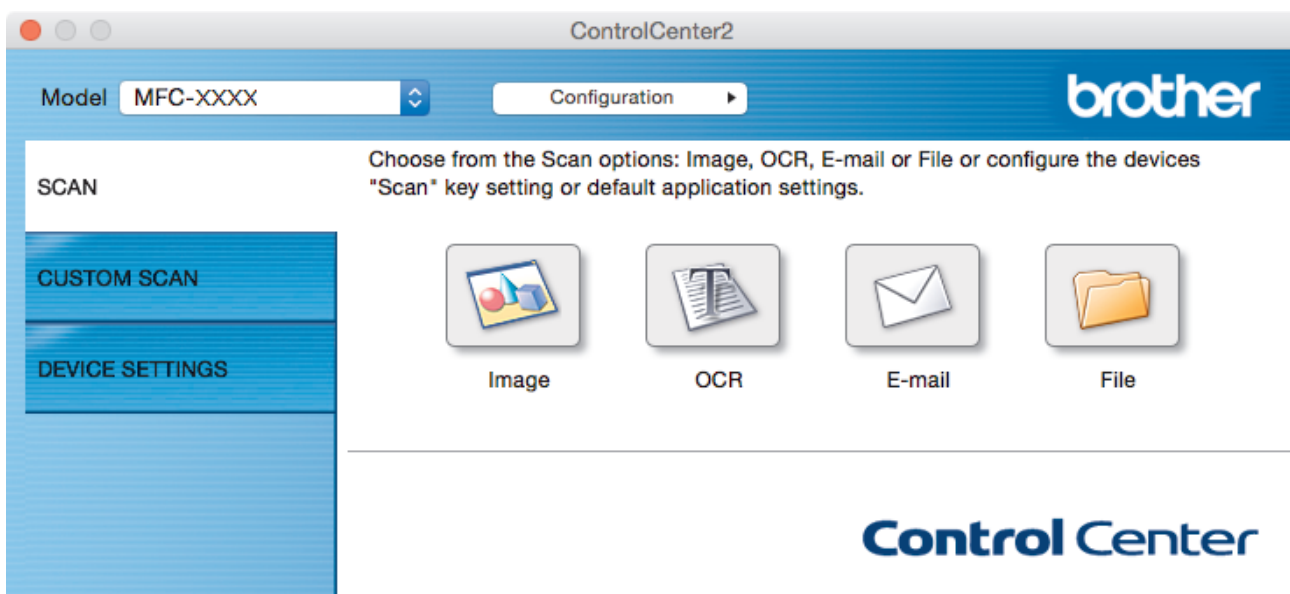 ControlCenter2
Model MFC-XXXX Configuration brother
SCAN
CUSTOM SCAN
DEVICE SETTINGS
Choose from the Scan options: Image, OCR, E-mail or File or configure the devices
"Scan" key setting or default application settings.
Image OCR E-mail File
Control Center